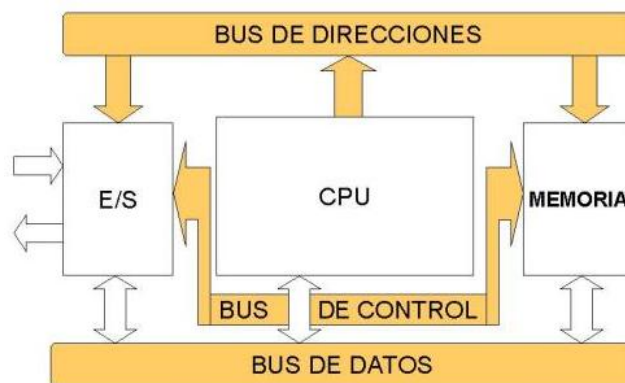 BUS DE DIRECCIONES
E/S
CPU
MEMORIA
BUS DE CONTROL
BUS DE DATOS